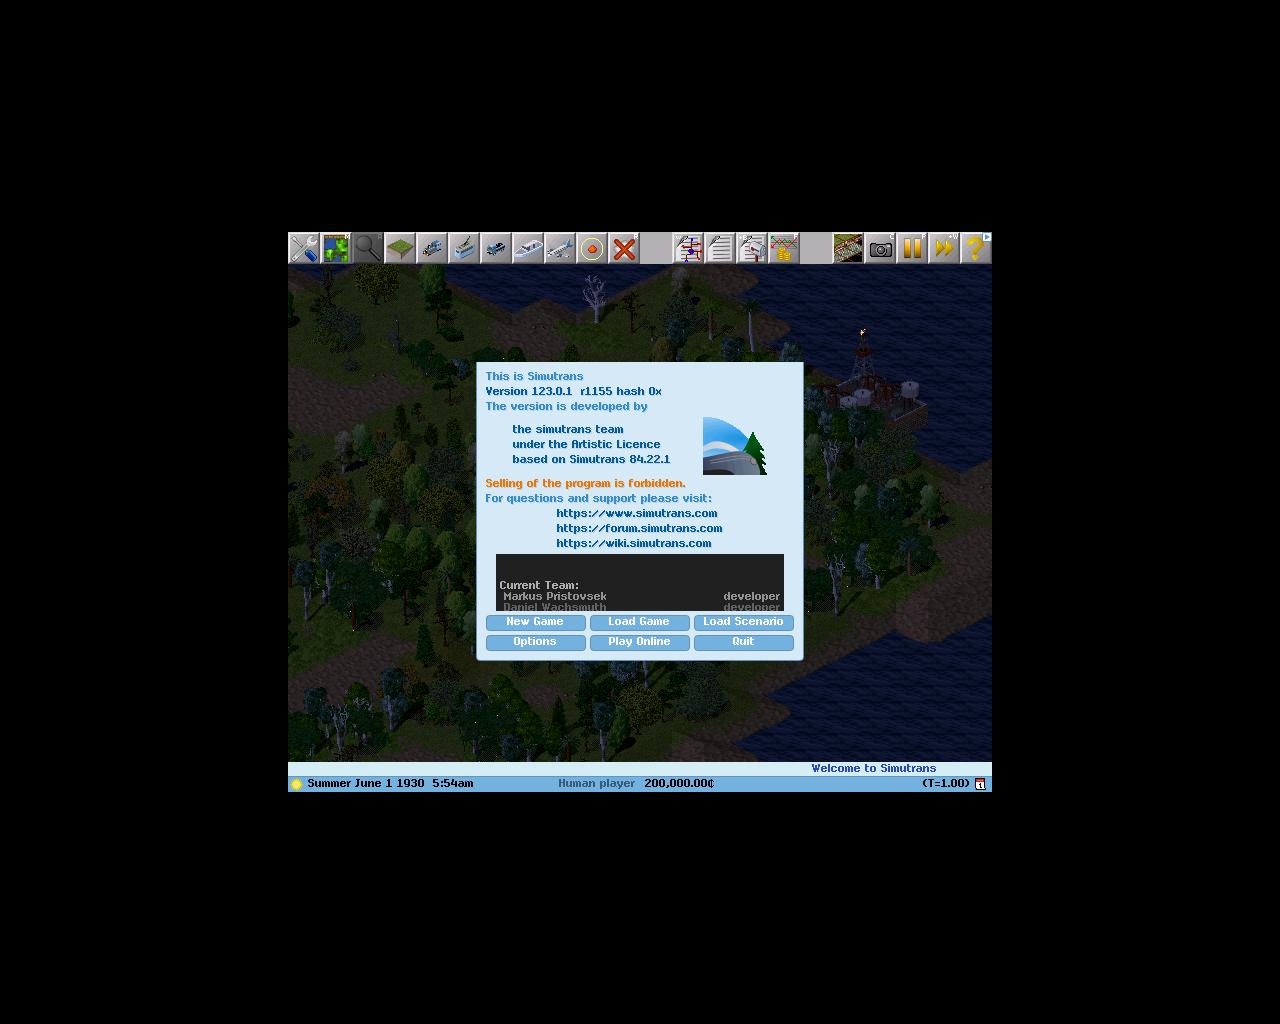 This is Simutrans
Version 123.0.1 r1155 hash 0x
The version is developed by
the simutrans team
under the Artistic Licence
based on Simutrans 84.22.1
Selling of the program is forbidden.
For questions and support please visit:
https://www.simutrans.com
https://forum.simutrans.com
https://wiki.simutrans.com
Current Team:
Markus Pristovsek developer
Daniel Wachsmuth developer
New Game Load Game Load Scenario
Options Play Online Quit
Welcome to Simutrans
Summer June 1 1930 5:54am Human player 200,000.00¢ (T=1.00)